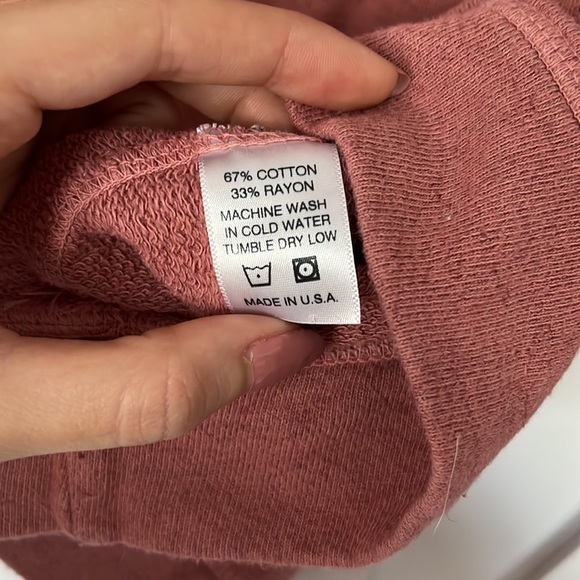 67% COTTON
33% RAYON
MACHINE WASH
IN COLD WATER
TUMBLE DRY LOW
MADE IN U.S.A.